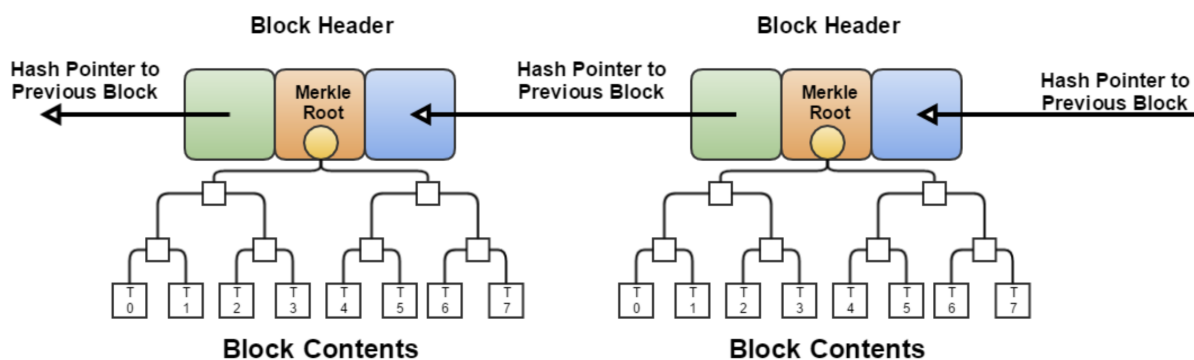 Block Header
Block Header
Hash Pointer to
Previous Block
Merkle
Root
Hash Pointer to
Previous Block
Merkle
Root
Hash Pointer to
Previous Block
T
0
T
1
T
2
T
3
T
4
T
5
T
6
T
7
T
0
T
1
T
2
T
3
T
4
T
5
T
6
T
7
Block Contents
Block Contents